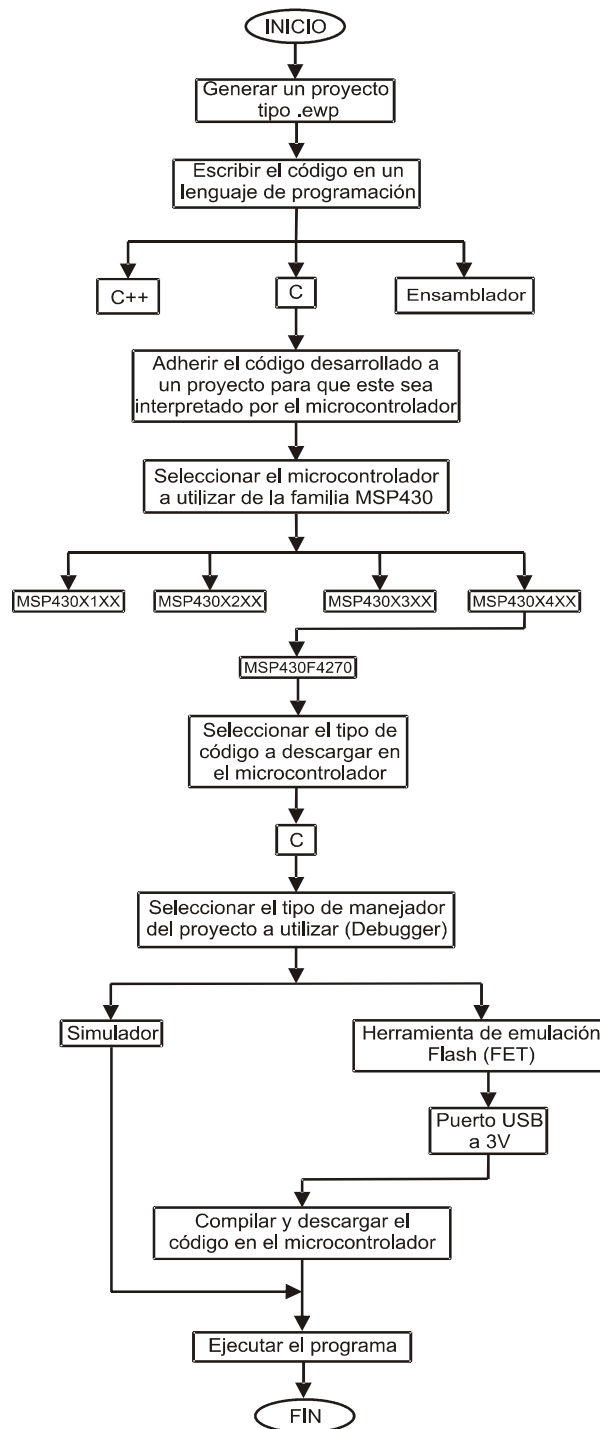 INICIO
Generar un proyecto
tipo .ewp
Escribir el código en un
lenguaje de programación
C++
C
Ensamblador
Adherir el código desarrollado a
un proyecto para que este sea
interpretado por el microcontrolador
Seleccionar el microcontrolador
a utilizar de la familia MSP430
MSP430X1XX
MSP430X2XX
MSP430X3XX
MSP430X4XX
MSP430F4270
Seleccionar el tipo de
código a descargar en
el microcontrolador
C
Seleccionar el tipo de manejador
del proyecto a utilizar (Debugger)
Simulador
Herramienta de emulación
Flash (FET)
Puerto USB
a 3V
Compilar y descargar el
código en el microcontrolador
Ejecutar el programa
FIN